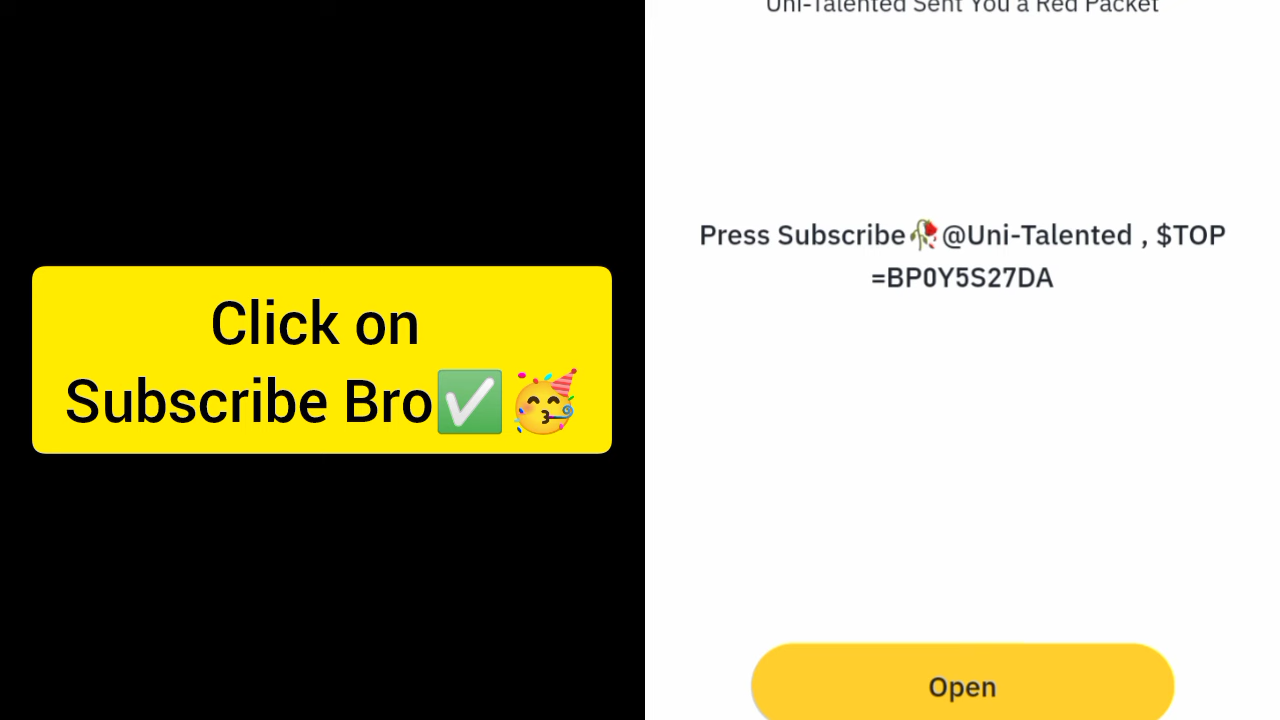 Click on
Subscribe Bro✅🥳
Uni-Talented Sent You a Red Packet
Press Subscribe🥀@Uni-Talented , $TOP
=BP0Y5S27DA
Open